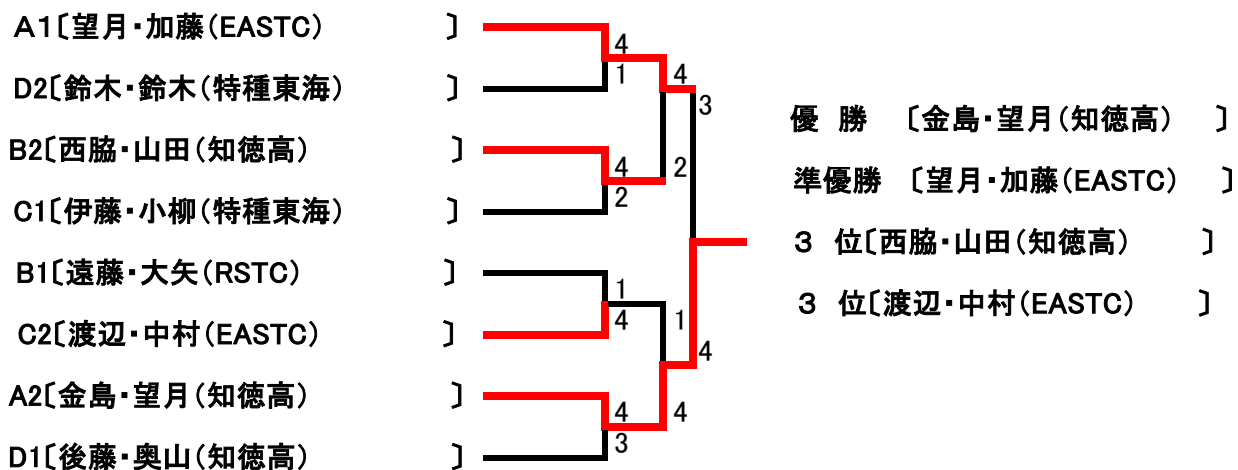 A1〔望月・加藤(EASTC) 〕
D2〔鈴木・鈴木(特種東海) 〕
B2〔西脇・山田(知徳高) 〕
C1〔伊藤・小柳(特種東海) 〕
B1〔遠藤・大矢(RSTC) 〕
C2〔渡辺・中村(EASTC) 〕
A2〔金島・望月(知徳高) 〕
D1〔後藤・奥山(知徳高) 〕
4
1
4
2
1
4
4
3
4
2
1
4
3
4
優 勝 〔金島・望月(知徳高) 〕
準優勝 〔望月・加藤(EASTC) 〕
3 位〔西脇・山田(知徳高) 〕
3 位〔渡辺・中村(EASTC) 〕